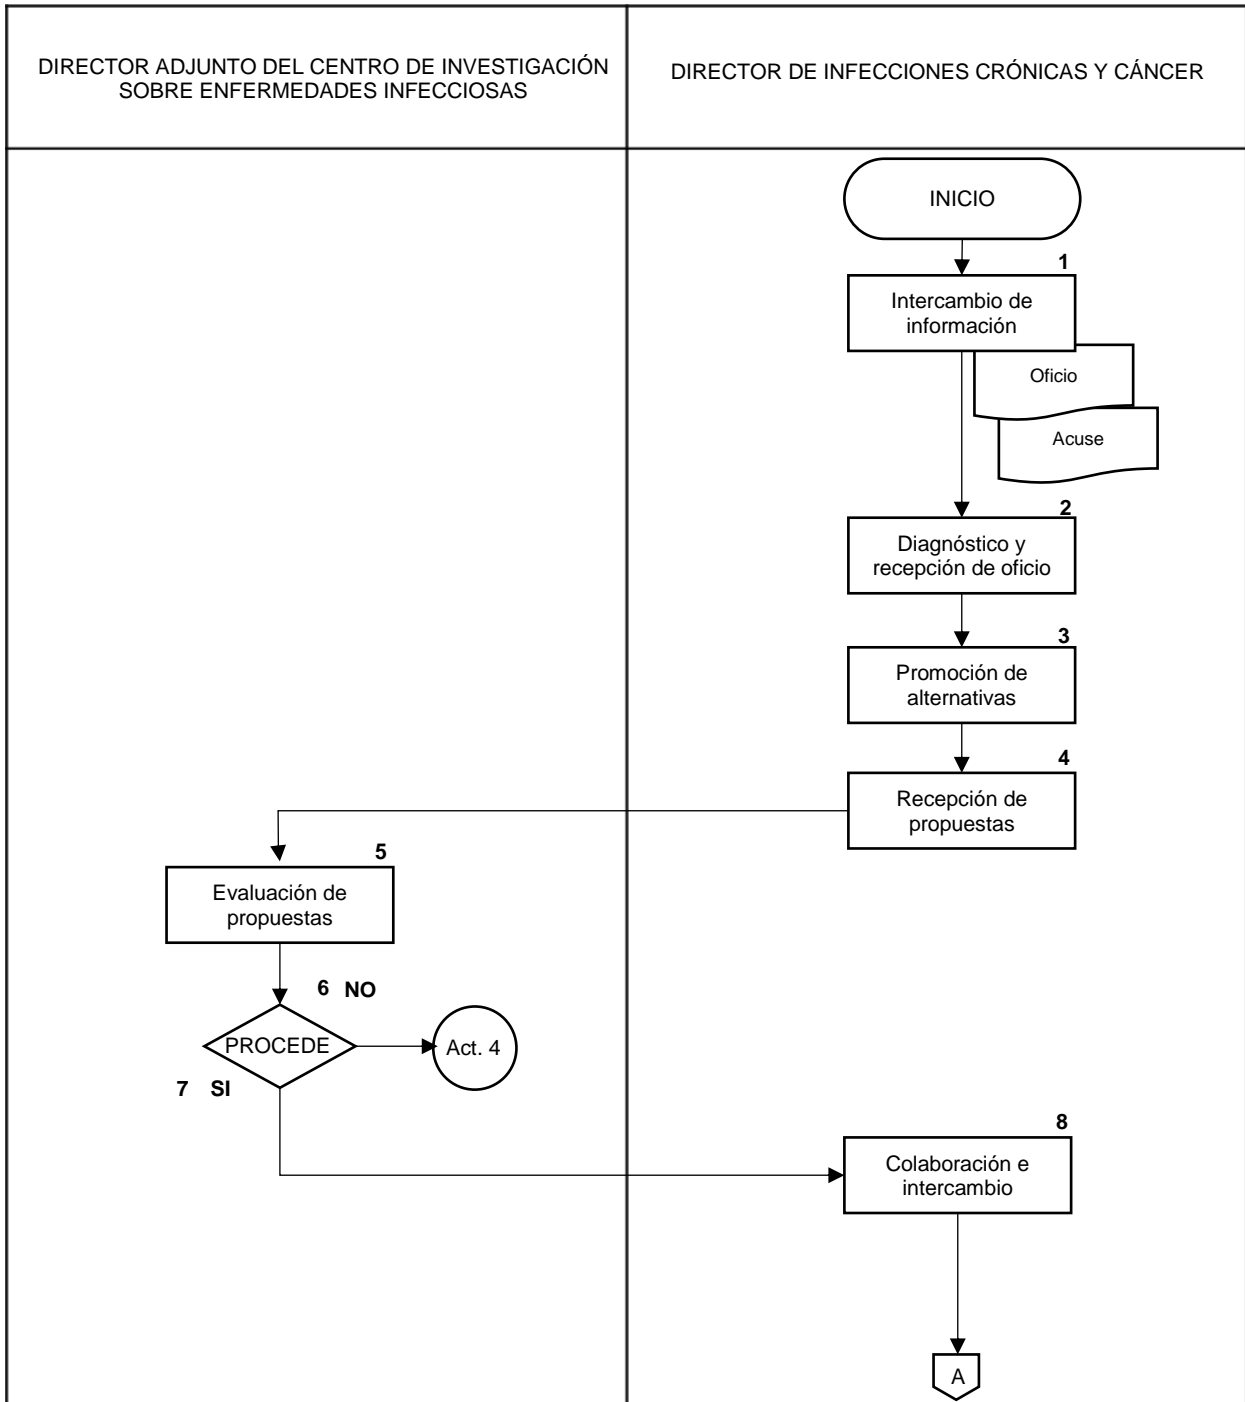 DIRECTOR ADJUNTO DEL CENTRO DE INVESTIGACIÓN
SOBRE ENFERMEDADES INFECCIOSAS
DIRECTOR DE INFECCIONES CRÓNICAS Y CÁNCER
INICIO
1
Intercambio de
información
Oficio
Acuse
2
Diagnóstico y
recepción de oficio
3
Promoción de
alternativas
4
Recepción de
propuestas
5
Evaluación de
propuestas
6 NO
PROCEDE
Act. 4
7 SI
8
Colaboración e
intercambio
A